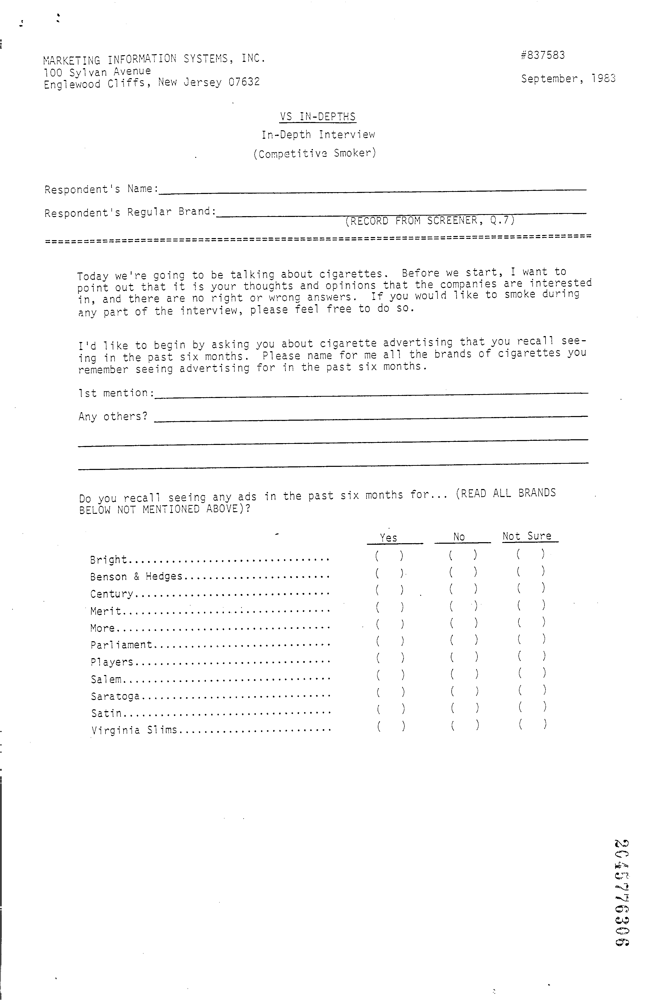 MARKETING INFORMATION SYSTEMS, INC.
100 Sylvan Avenue
Englewood Cliffs, New Jersey 07632
#837583
September, 1983
VS IN-DEPTHS
In-Depth Interview
(Competitive Smoker)
Respondent's Name:
Respondent's Regular Brand:
(RECORD FROM SCREENER, Q.7)
Today we're going to be talking about cigarettes. Before we start, I want to
point out that it is your thoughts and opinions that the companies are interested
in, and there are no right or wrong answers. If you would like to smoke during
any part of the interview, please feel free to do so.
I'd like to begin by asking you about cigarette advertising that you recall see-
ing in the past six months. Please name for me all the brands of cigarettes you
remember seeing advertising for in the past six months.
1st mention:
Any others?
Do you recall seeing any ads in the past six months for... (READ ALL BRANDS
BELOW NOT MENTIONED ABOVE)?
Yes No Not Sure
Bright................................ ( ) ( ) ( )
Benson & Hedges........................ ( ) ( ) ( )
Century................................ ( ) ( ) ( )
Merit.................................. ( ) ( ) ( )
More................................... ( ) ( ) ( )
Parliament............................. ( ) ( ) ( )
Players................................ ( ) ( ) ( )
Salem.................................. ( ) ( ) ( )
Saratoga............................... ( ) ( ) ( )
Satin.................................. ( ) ( ) ( )
Virginia Slims......................... ( ) ( ) ( )
2045776306